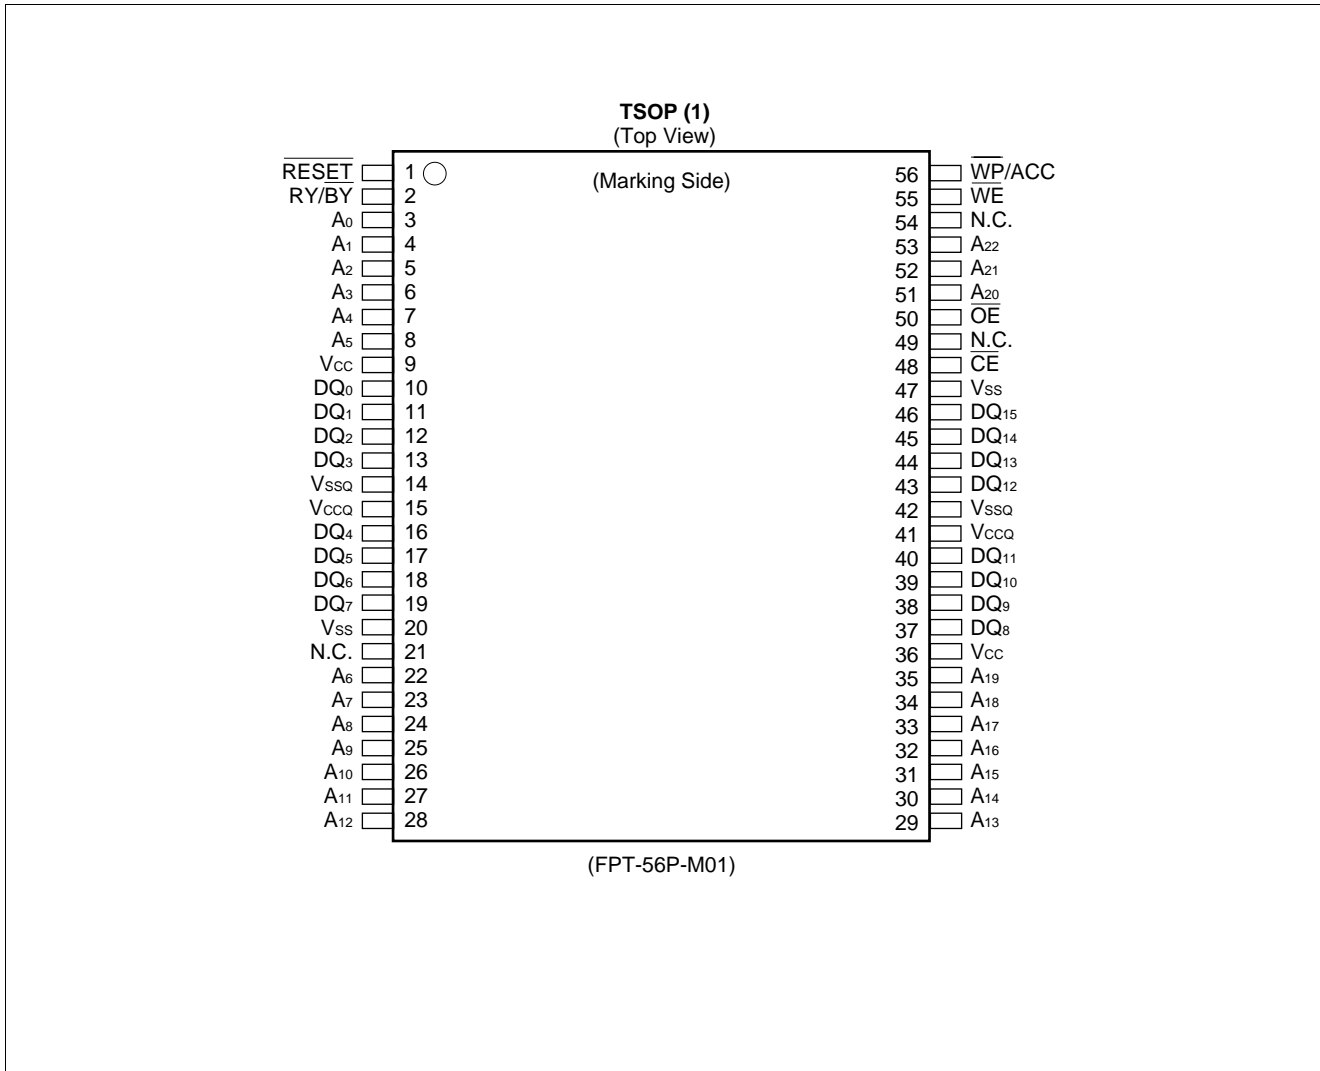 TSOP (1)
(Top View)
(Marking Side)
R̅E̅S̅E̅T̅ 1 56 W̅P̅/ACC
RY/B̅Y̅ 2 55 W̅E̅
A0 3 54 N.C.
A1 4 53 A22
A2 5 52 A21
A3 6 51 A20
A4 7 50 O̅E̅
A5 8 49 N.C.
VCC 9 48 C̅E̅
DQ0 10 47 VSS
DQ1 11 46 DQ15
DQ2 12 45 DQ14
DQ3 13 44 DQ13
VSSQ 14 43 DQ12
VCCQ 15 42 VSSQ
DQ4 16 41 VCCQ
DQ5 17 40 DQ11
DQ6 18 39 DQ10
DQ7 19 38 DQ9
VSS 20 37 DQ8
N.C. 21 36 VCC
A6 22 35 A19
A7 23 34 A18
A8 24 33 A17
A9 25 32 A16
A10 26 31 A15
A11 27 30 A14
A12 28 29 A13
(FPT-56P-M01)